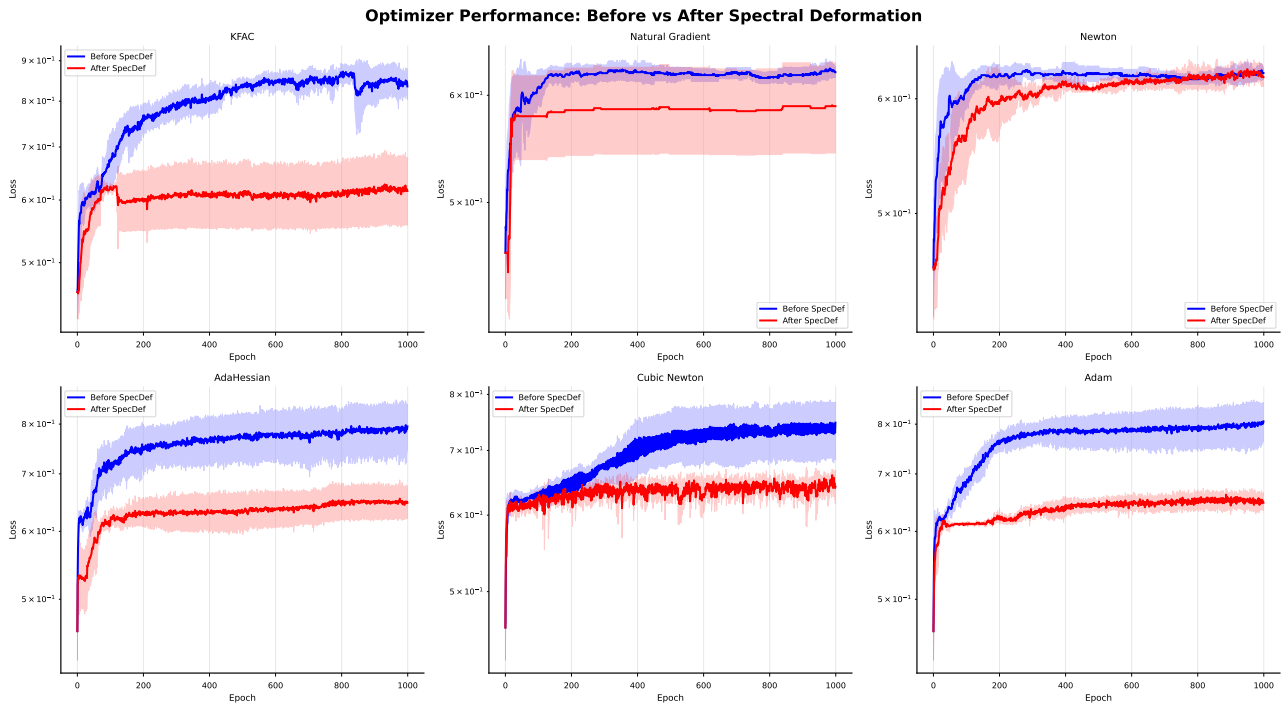 Optimizer Performance: Before vs After Spectral Deformation
KFAC
Before SpecDef
After SpecDef
9 × 10⁻¹
8 × 10⁻¹
7 × 10⁻¹
6 × 10⁻¹
5 × 10⁻¹
Loss
0 200 400 600 800 1000
Epoch
Natural Gradient
6 × 10⁻¹
5 × 10⁻¹
Loss
Before SpecDef
After SpecDef
0 200 400 600 800 1000
Epoch
Newton
6 × 10⁻¹
5 × 10⁻¹
Loss
Before SpecDef
After SpecDef
0 200 400 600 800 1000
Epoch
AdaHessian
Before SpecDef
After SpecDef
8 × 10⁻¹
7 × 10⁻¹
6 × 10⁻¹
5 × 10⁻¹
Loss
0 200 400 600 800 1000
Epoch
Cubic Newton
Before SpecDef
After SpecDef
8 × 10⁻¹
7 × 10⁻¹
6 × 10⁻¹
5 × 10⁻¹
Loss
0 200 400 600 800 1000
Epoch
Adam
Before SpecDef
After SpecDef
8 × 10⁻¹
7 × 10⁻¹
6 × 10⁻¹
5 × 10⁻¹
Loss
0 200 400 600 800 1000
Epoch